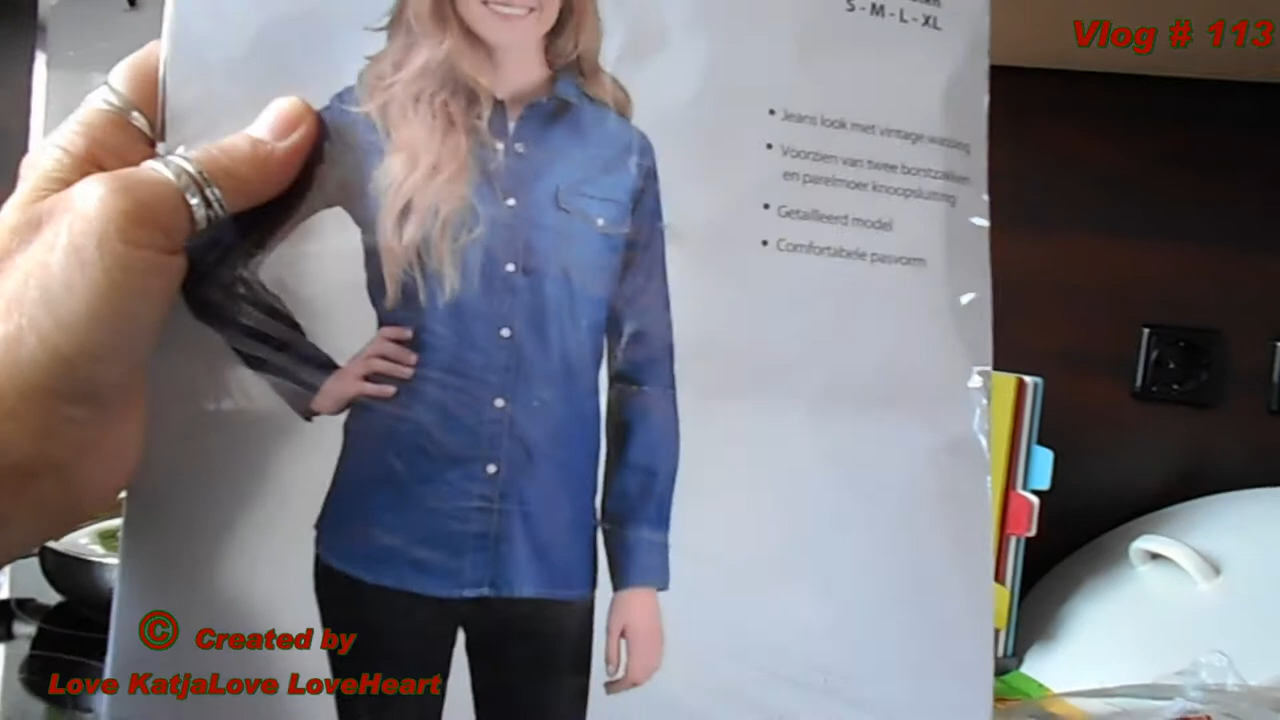 S - M - L - XL
Vlog # 113
• Jeans look met vintage wassing
• Voorzien van twee borstzakken
en parelmoer knoopsluiting
• Getailleerd model
• Comfortabele pasvorm
© Created by
Love KatjaLove LoveHeart